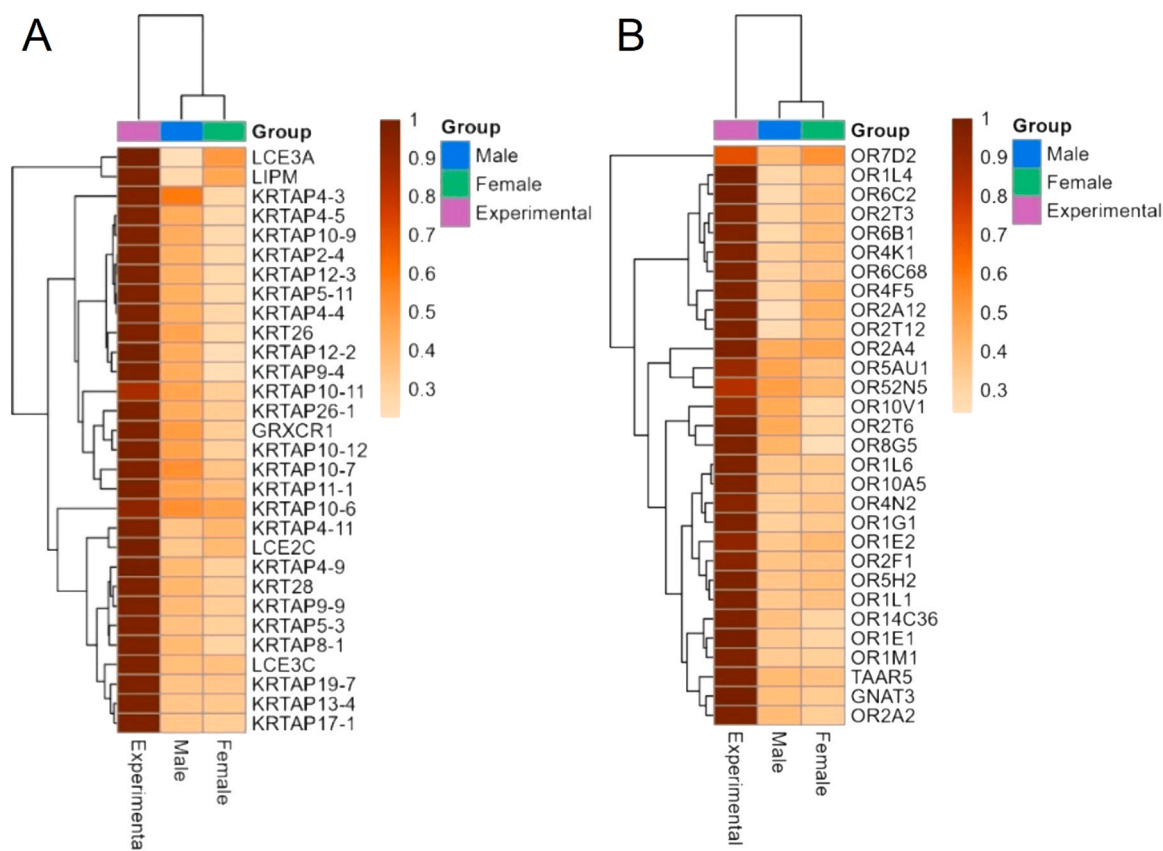 A
Group
LCE3A
LIPM
KRTAP4-3
KRTAP4-5
KRTAP10-9
KRTAP2-4
KRTAP12-3
KRTAP5-11
KRTAP4-4
KRT26
KRTAP12-2
KRTAP9-4
KRTAP10-11
KRTAP26-1
GRXCR1
KRTAP10-12
KRTAP10-7
KRTAP11-1
KRTAP10-6
KRTAP4-11
LCE2C
KRTAP4-9
KRT28
KRTAP9-9
KRTAP5-3
KRTAP8-1
LCE3C
KRTAP19-7
KRTAP13-4
KRTAP17-1
Experimenta
Male
Female
1
0.9
0.8
0.7
0.6
0.5
0.4
0.3
Group
Male
Female
Experimental
B
Group
OR7D2
OR1L4
OR6C2
OR2T3
OR6B1
OR4K1
OR6C68
OR4F5
OR2A12
OR2T12
OR2A4
OR5AU1
OR52N5
OR10V1
OR2T6
OR8G5
OR1L6
OR10A5
OR4N2
OR1G1
OR1E2
OR2F1
OR5H2
OR1L1
OR14C36
OR1E1
OR1M1
TAAR5
GNAT3
OR2A2
Experimental
Male
Female
1
0.9
0.8
0.7
0.6
0.5
0.4
0.3
Group
Male
Female
Experimental